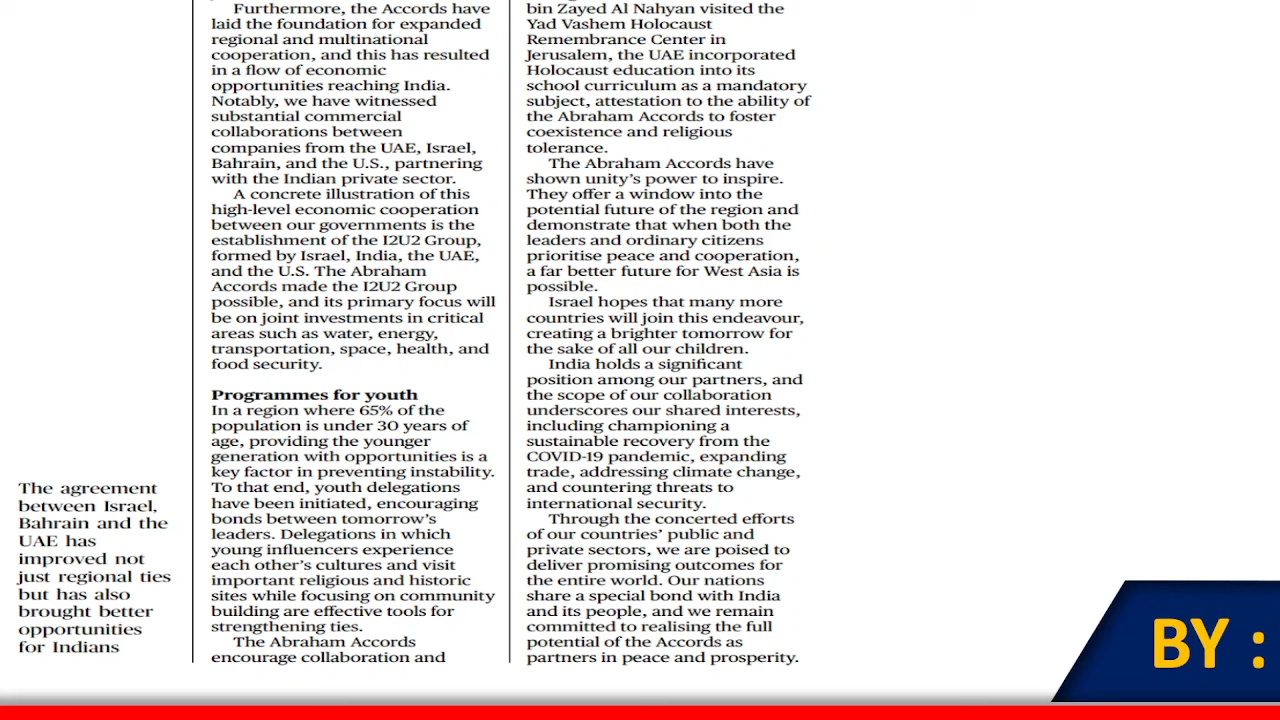 The agreement
between Israel,
Bahrain and the
UAE has
improved not
just regional ties
but has also
brought better
opportunities
for Indians
Furthermore, the Accords have
laid the foundation for expanded
regional and multinational
cooperation, and this has resulted
in a flow of economic
opportunities reaching India.
Notably, we have witnessed
substantial commercial
collaborations between
companies from the UAE, Israel,
Bahrain, and the U.S., partnering
with the Indian private sector.
A concrete illustration of this
high-level economic cooperation
between our governments is the
establishment of the I2U2 Group,
formed by Israel, India, the UAE,
and the U.S. The Abraham
Accords made the I2U2 Group
possible, and its primary focus will
be on joint investments in critical
areas such as water, energy,
transportation, space, health, and
food security.
Programmes for youth
In a region where 65% of the
population is under 30 years of
age, providing the younger
generation with opportunities is a
key factor in preventing instability.
To that end, youth delegations
have been initiated, encouraging
bonds between tomorrow's
leaders. Delegations in which
young influencers experience
each other's cultures and visit
important religious and historic
sites while focusing on community
building are effective tools for
strengthening ties.
The Abraham Accords
encourage collaboration and
bin Zayed Al Nahyan visited the
Yad Vashem Holocaust
Remembrance Center in
Jerusalem, the UAE incorporated
Holocaust education into its
school curriculum as a mandatory
subject, attestation to the ability of
the Abraham Accords to foster
coexistence and religious
tolerance.
The Abraham Accords have
shown unity's power to inspire.
They offer a window into the
potential future of the region and
demonstrate that when both the
leaders and ordinary citizens
prioritise peace and cooperation,
a far better future for West Asia is
possible.
Israel hopes that many more
countries will join this endeavour,
creating a brighter tomorrow for
the sake of all our children.
India holds a significant
position among our partners, and
the scope of our collaboration
underscores our shared interests,
including championing a
sustainable recovery from the
COVID-19 pandemic, expanding
trade, addressing climate change,
and countering threats to
international security.
Through the concerted efforts
of our countries' public and
private sectors, we are poised to
deliver promising outcomes for
the entire world. Our nations
share a special bond with India
and its people, and we remain
committed to realising the full
potential of the Accords as
partners in peace and prosperity.
BY :